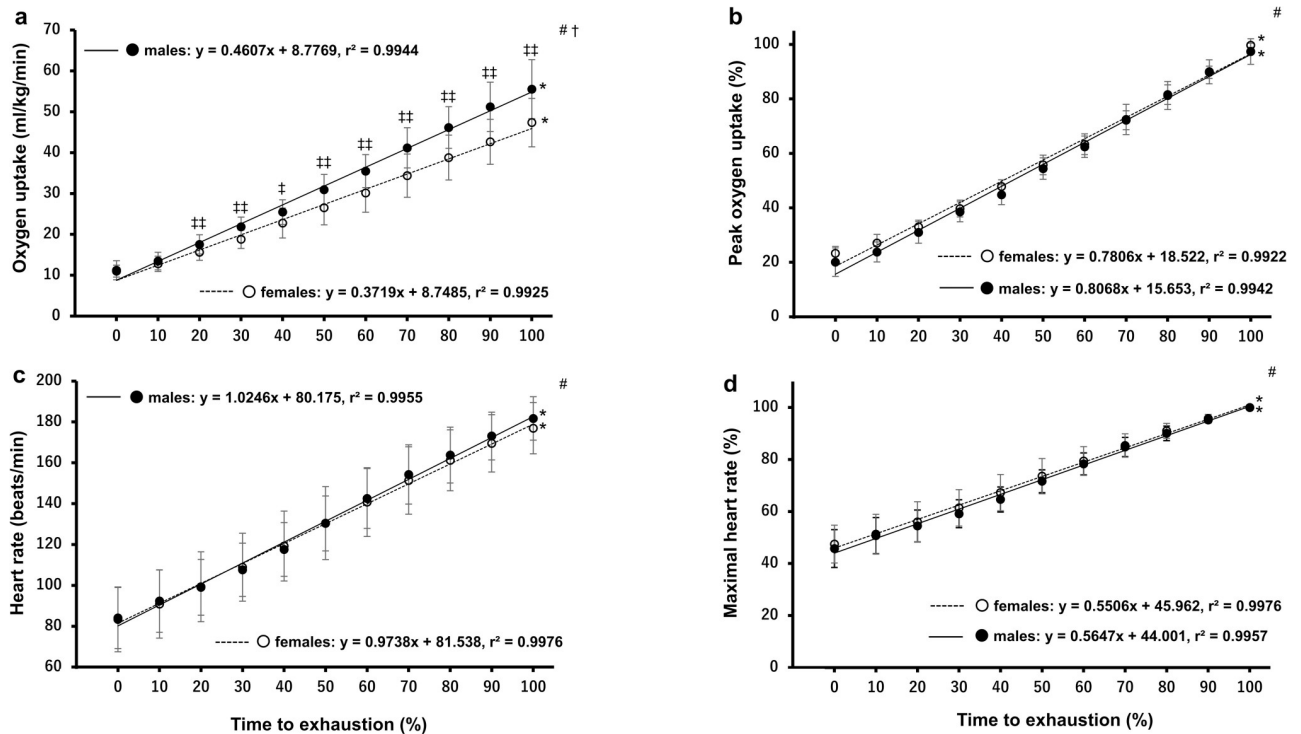 a
# †
males: y = 0.4607x + 8.7769, r² = 0.9944
Oxygen uptake (ml/kg/min)
70
60
50
40
30
20
10
0
‡‡ ‡‡ ‡ ‡‡ ‡‡ ‡‡ ‡‡ ‡‡ ‡‡
*
*
females: y = 0.3719x + 8.7485, r² = 0.9925
0 10 20 30 40 50 60 70 80 90 100
b
#
Peak oxygen uptake (%)
100
80
60
40
20
0
*
*
females: y = 0.7806x + 18.522, r² = 0.9922
males: y = 0.8068x + 15.653, r² = 0.9942
0 10 20 30 40 50 60 70 80 90 100
c
#
males: y = 1.0246x + 80.175, r² = 0.9955
Heart rate (beats/min)
200
180
160
140
120
100
80
60
*
*
females: y = 0.9738x + 81.538, r² = 0.9976
0 10 20 30 40 50 60 70 80 90 100
Time to exhaustion (%)
d
#
Maximal heart rate (%)
100
80
60
40
20
0
*
*
females: y = 0.5506x + 45.962, r² = 0.9976
males: y = 0.5647x + 44.001, r² = 0.9957
0 10 20 30 40 50 60 70 80 90 100
Time to exhaustion (%)